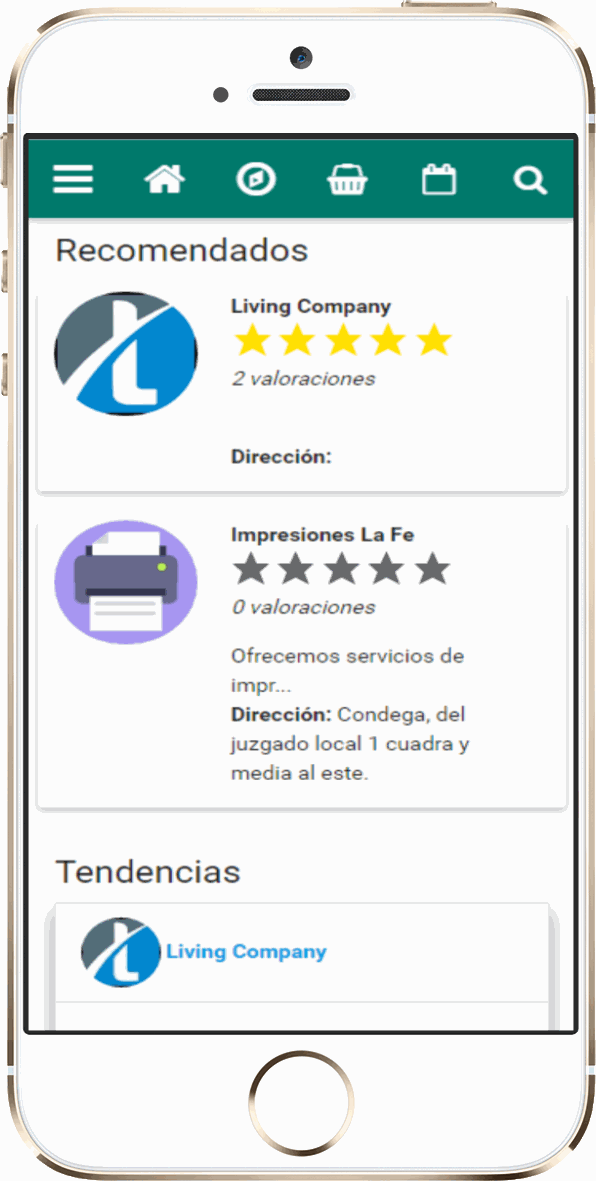 Recomendados
Living Company
2 valoraciones
Dirección:
Impresiones La Fe
0 valoraciones
Ofrecemos servicios de
impr...
Dirección: Condega, del
juzgado local 1 cuadra y
media al este.
Tendencias
Living Company